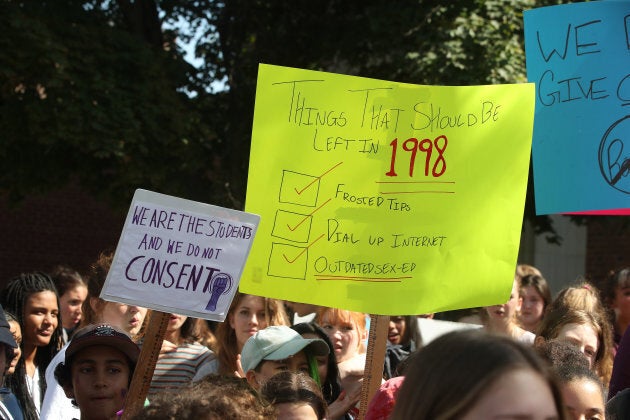 THINGS THAT SHOULD BE
LEFT IN 1998
FROSTED TIPS
DIAL UP INTERNET
OUTDATED SEX-ED
WE ARE THE STUDENTS
AND WE DO NOT
CONSENT
WE
GIVE